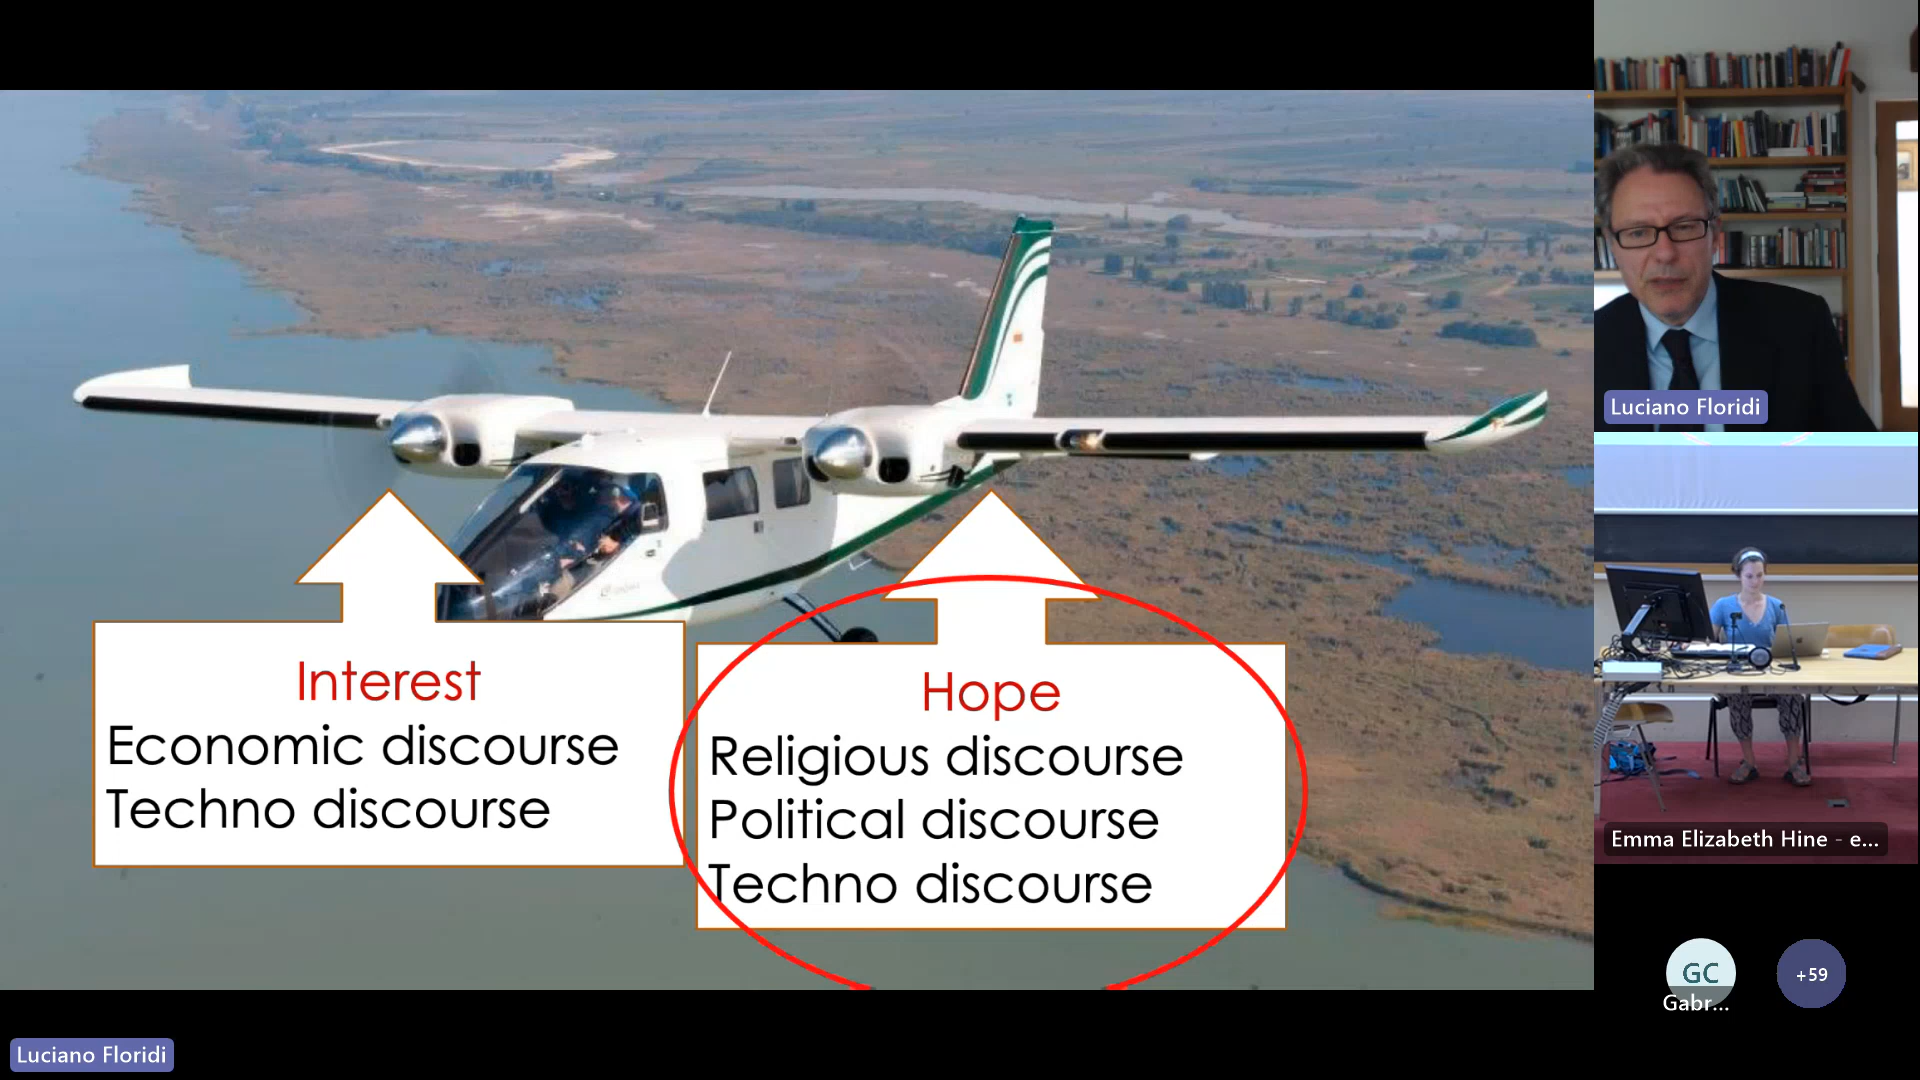 Interest
Economic discourse
Techno discourse
Hope
Religious discourse
Political discourse
Techno discourse
Luciano Floridi
Emma Elizabeth Hine - e...
GC
Gabr...
+59
Luciano Floridi